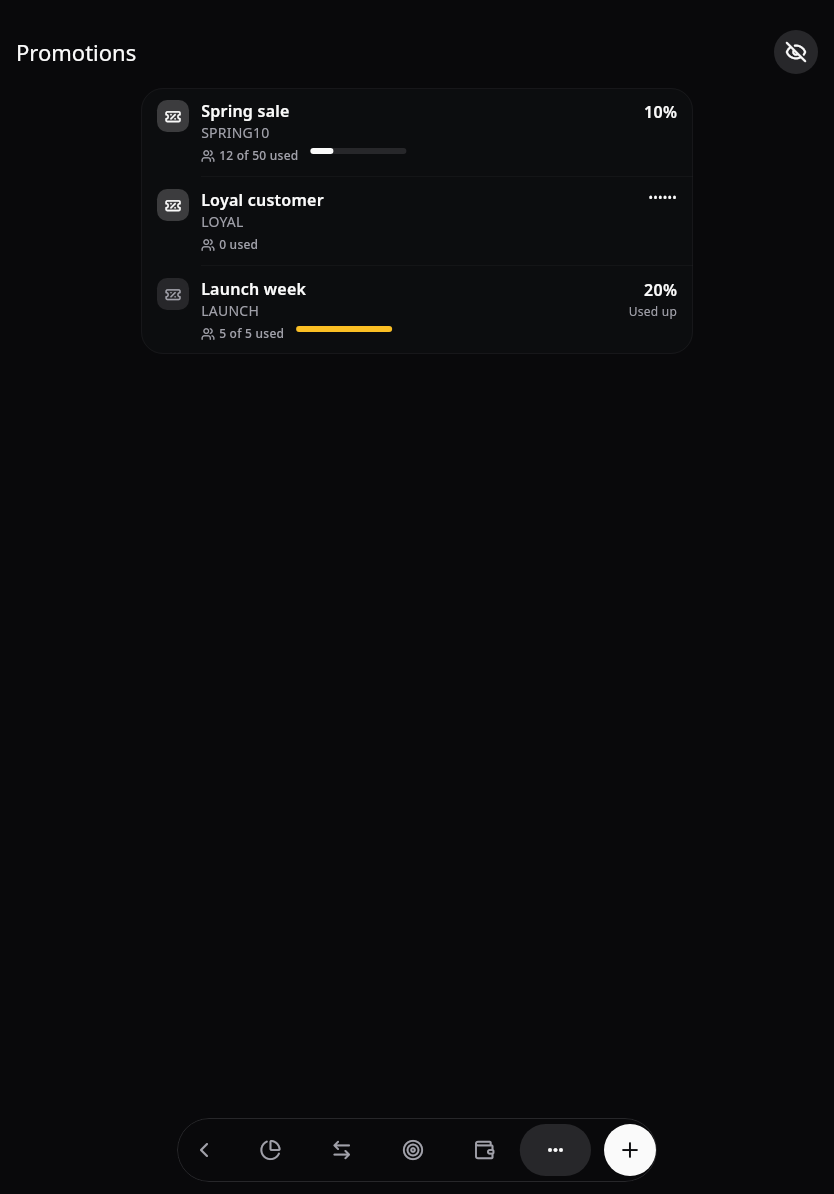 Promotions
Spring sale
10%
SPRING10
12 of 50 used
Loyal customer
••••••
LOYAL
0 used
Launch week
20%
LAUNCH
Used up
5 of 5 used